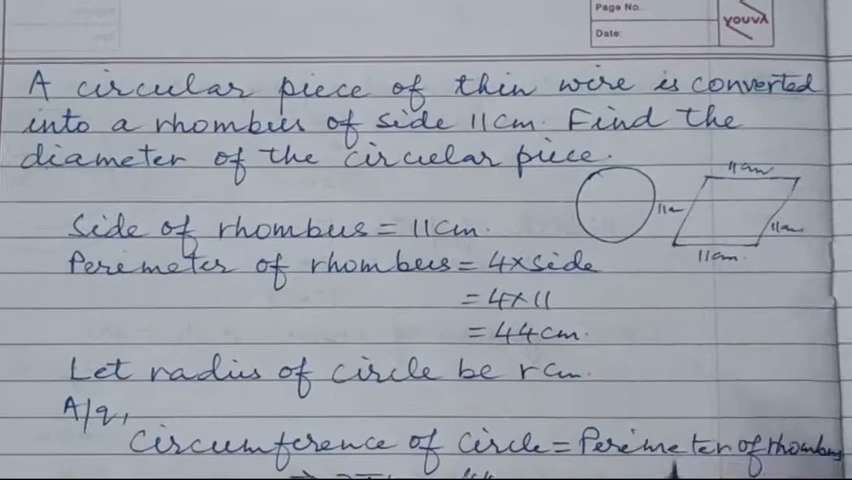 Page No.
Date:
YOUVA
A circular piece of thin wire is converted
into a rhombus of side 11cm. Find the
diameter of the circular piece.
11cm
11cm
11cm
11cm.
Side of rhombus = 11cm.
Perimeter of rhombus = 4×side
= 4×11
= 44cm.
Let radius of circle be r cm.
A/q,
Circumference of circle = Perimeter of rhombus